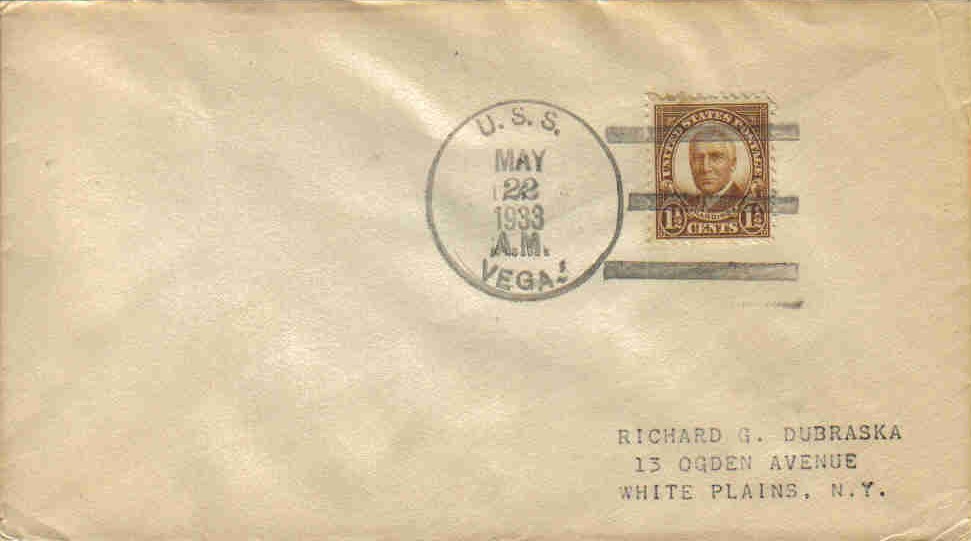 U.S.S.
MAY
22
1933
A.M.
VEGA
UNITED STATES POSTAGE
HARDING
1½ CENTS 1½
RICHARD G. DUBRASKA
13 OGDEN AVENUE
WHITE PLAINS, N.Y.